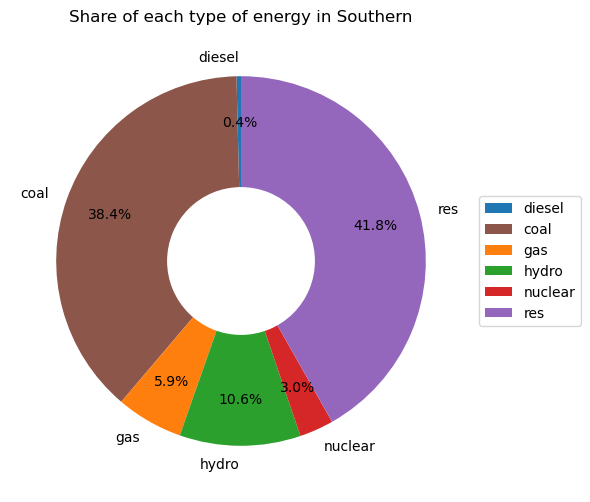 Share of each type of energy in Southern
diesel
0.4%
coal
38.4%
res
41.8%
5.9%
3.0%
10.6%
gas
nuclear
hydro
diesel
coal
gas
hydro
nuclear
res